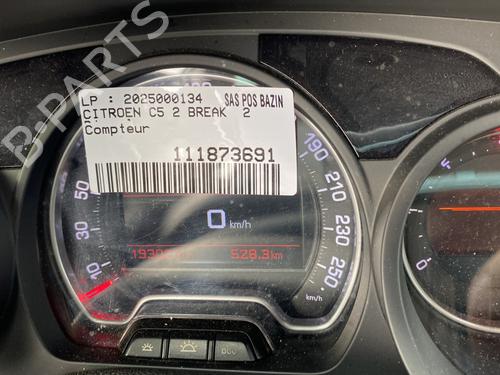 LP : 2025000134 SAS POS BAZIN
CITROEN C5 2 BREAK 2
Compteur
111873691
190
210
230
250
km/h
0 km/h
528.3km
50
30
10
0
B-PARTS